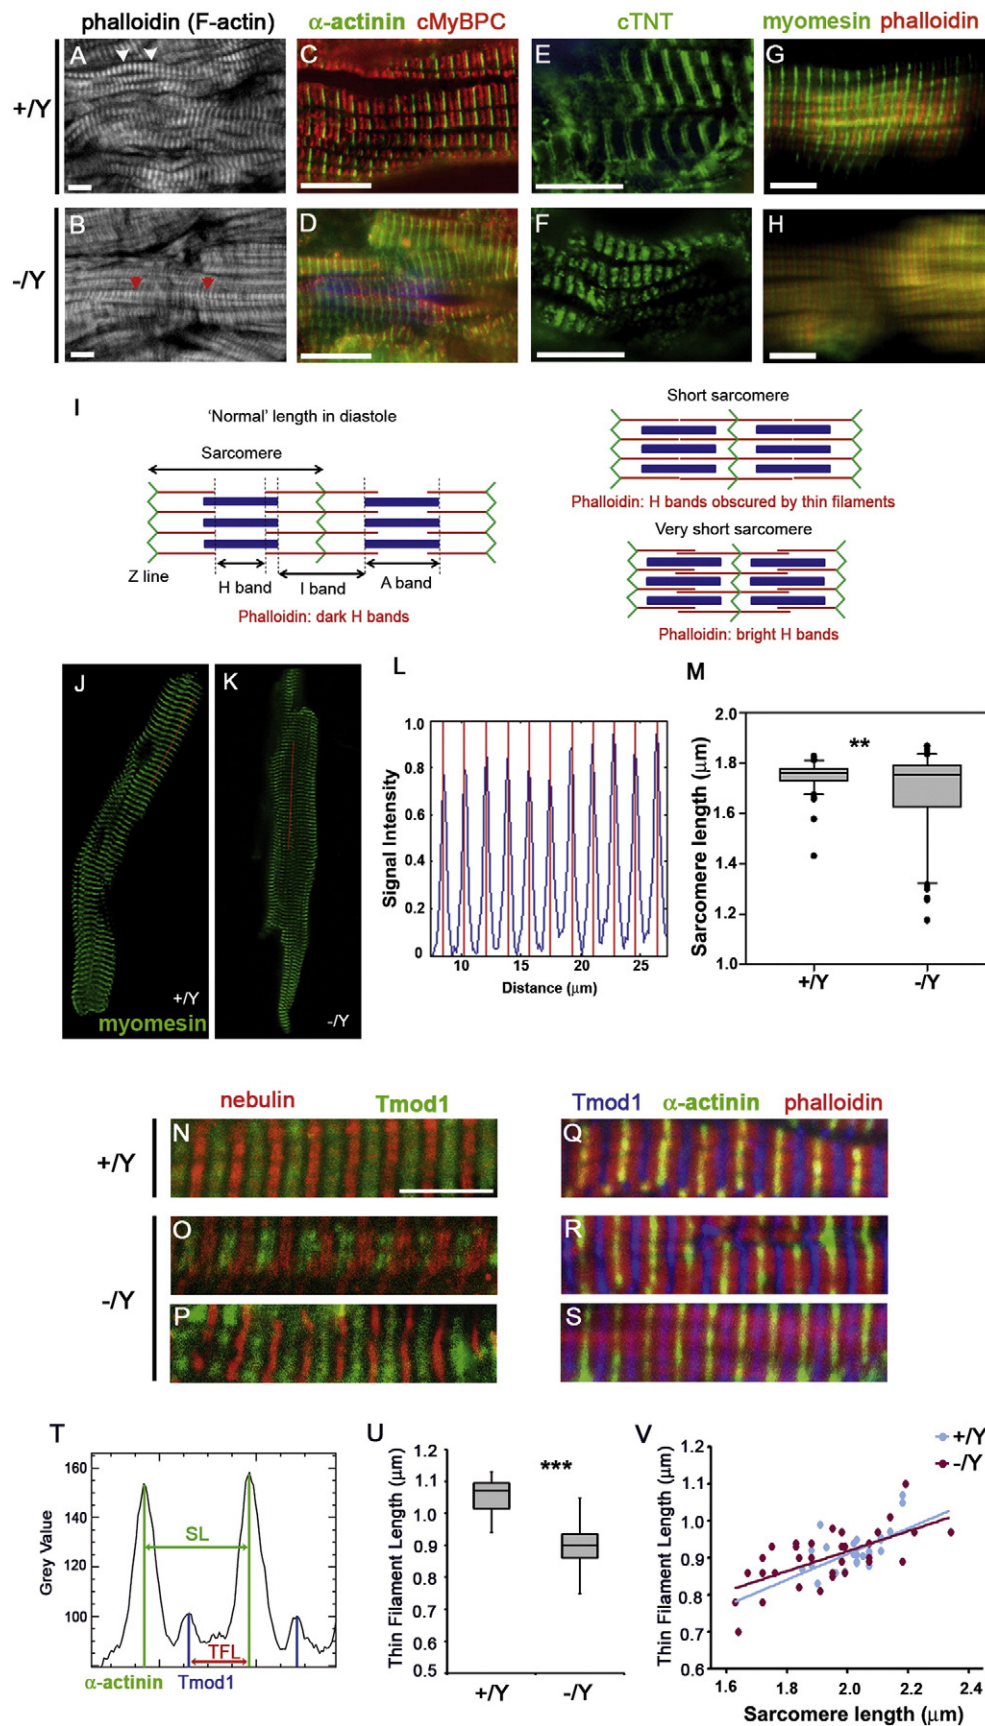 phalloidin (F-actin)
α-actinin cMyBPC
cTNT
myomesin phalloidin
+/Y
A
C
E
G
-/Y
B
D
F
H
I
'Normal' length in diastole
Sarcomere
Z line
H band
I band
A band
Phalloidin: dark H bands
Short sarcomere
Phalloidin: H bands obscured by thin filaments
Very short sarcomere
Phalloidin: bright H bands
J
+/Y
myomesin
K
-/Y
L
Signal Intensity
1.0
0.8
0.6
0.4
0.2
0
10 15 20 25
Distance (μm)
M
Sarcomere length (μm)
2.0
1.8
1.6
1.4
1.2
1.0
**
+/Y -/Y
nebulin Tmod1
Tmod1 α-actinin phalloidin
+/Y
N
Q
-/Y
O
R
P
S
T
Grey Value
160
140
120
100
SL
TFL
α-actinin Tmod1
U
Thin Filament Length (μm)
1.2
1.1
1.0
0.9
0.8
0.7
0.6
0.5
***
+/Y -/Y
V
+/Y
-/Y
Thin Filament Length (μm)
1.2
1.1
1.0
0.9
0.8
0.7
0.6
1.6 1.8 2.0 2.2 2.4
Sarcomere length (μm)